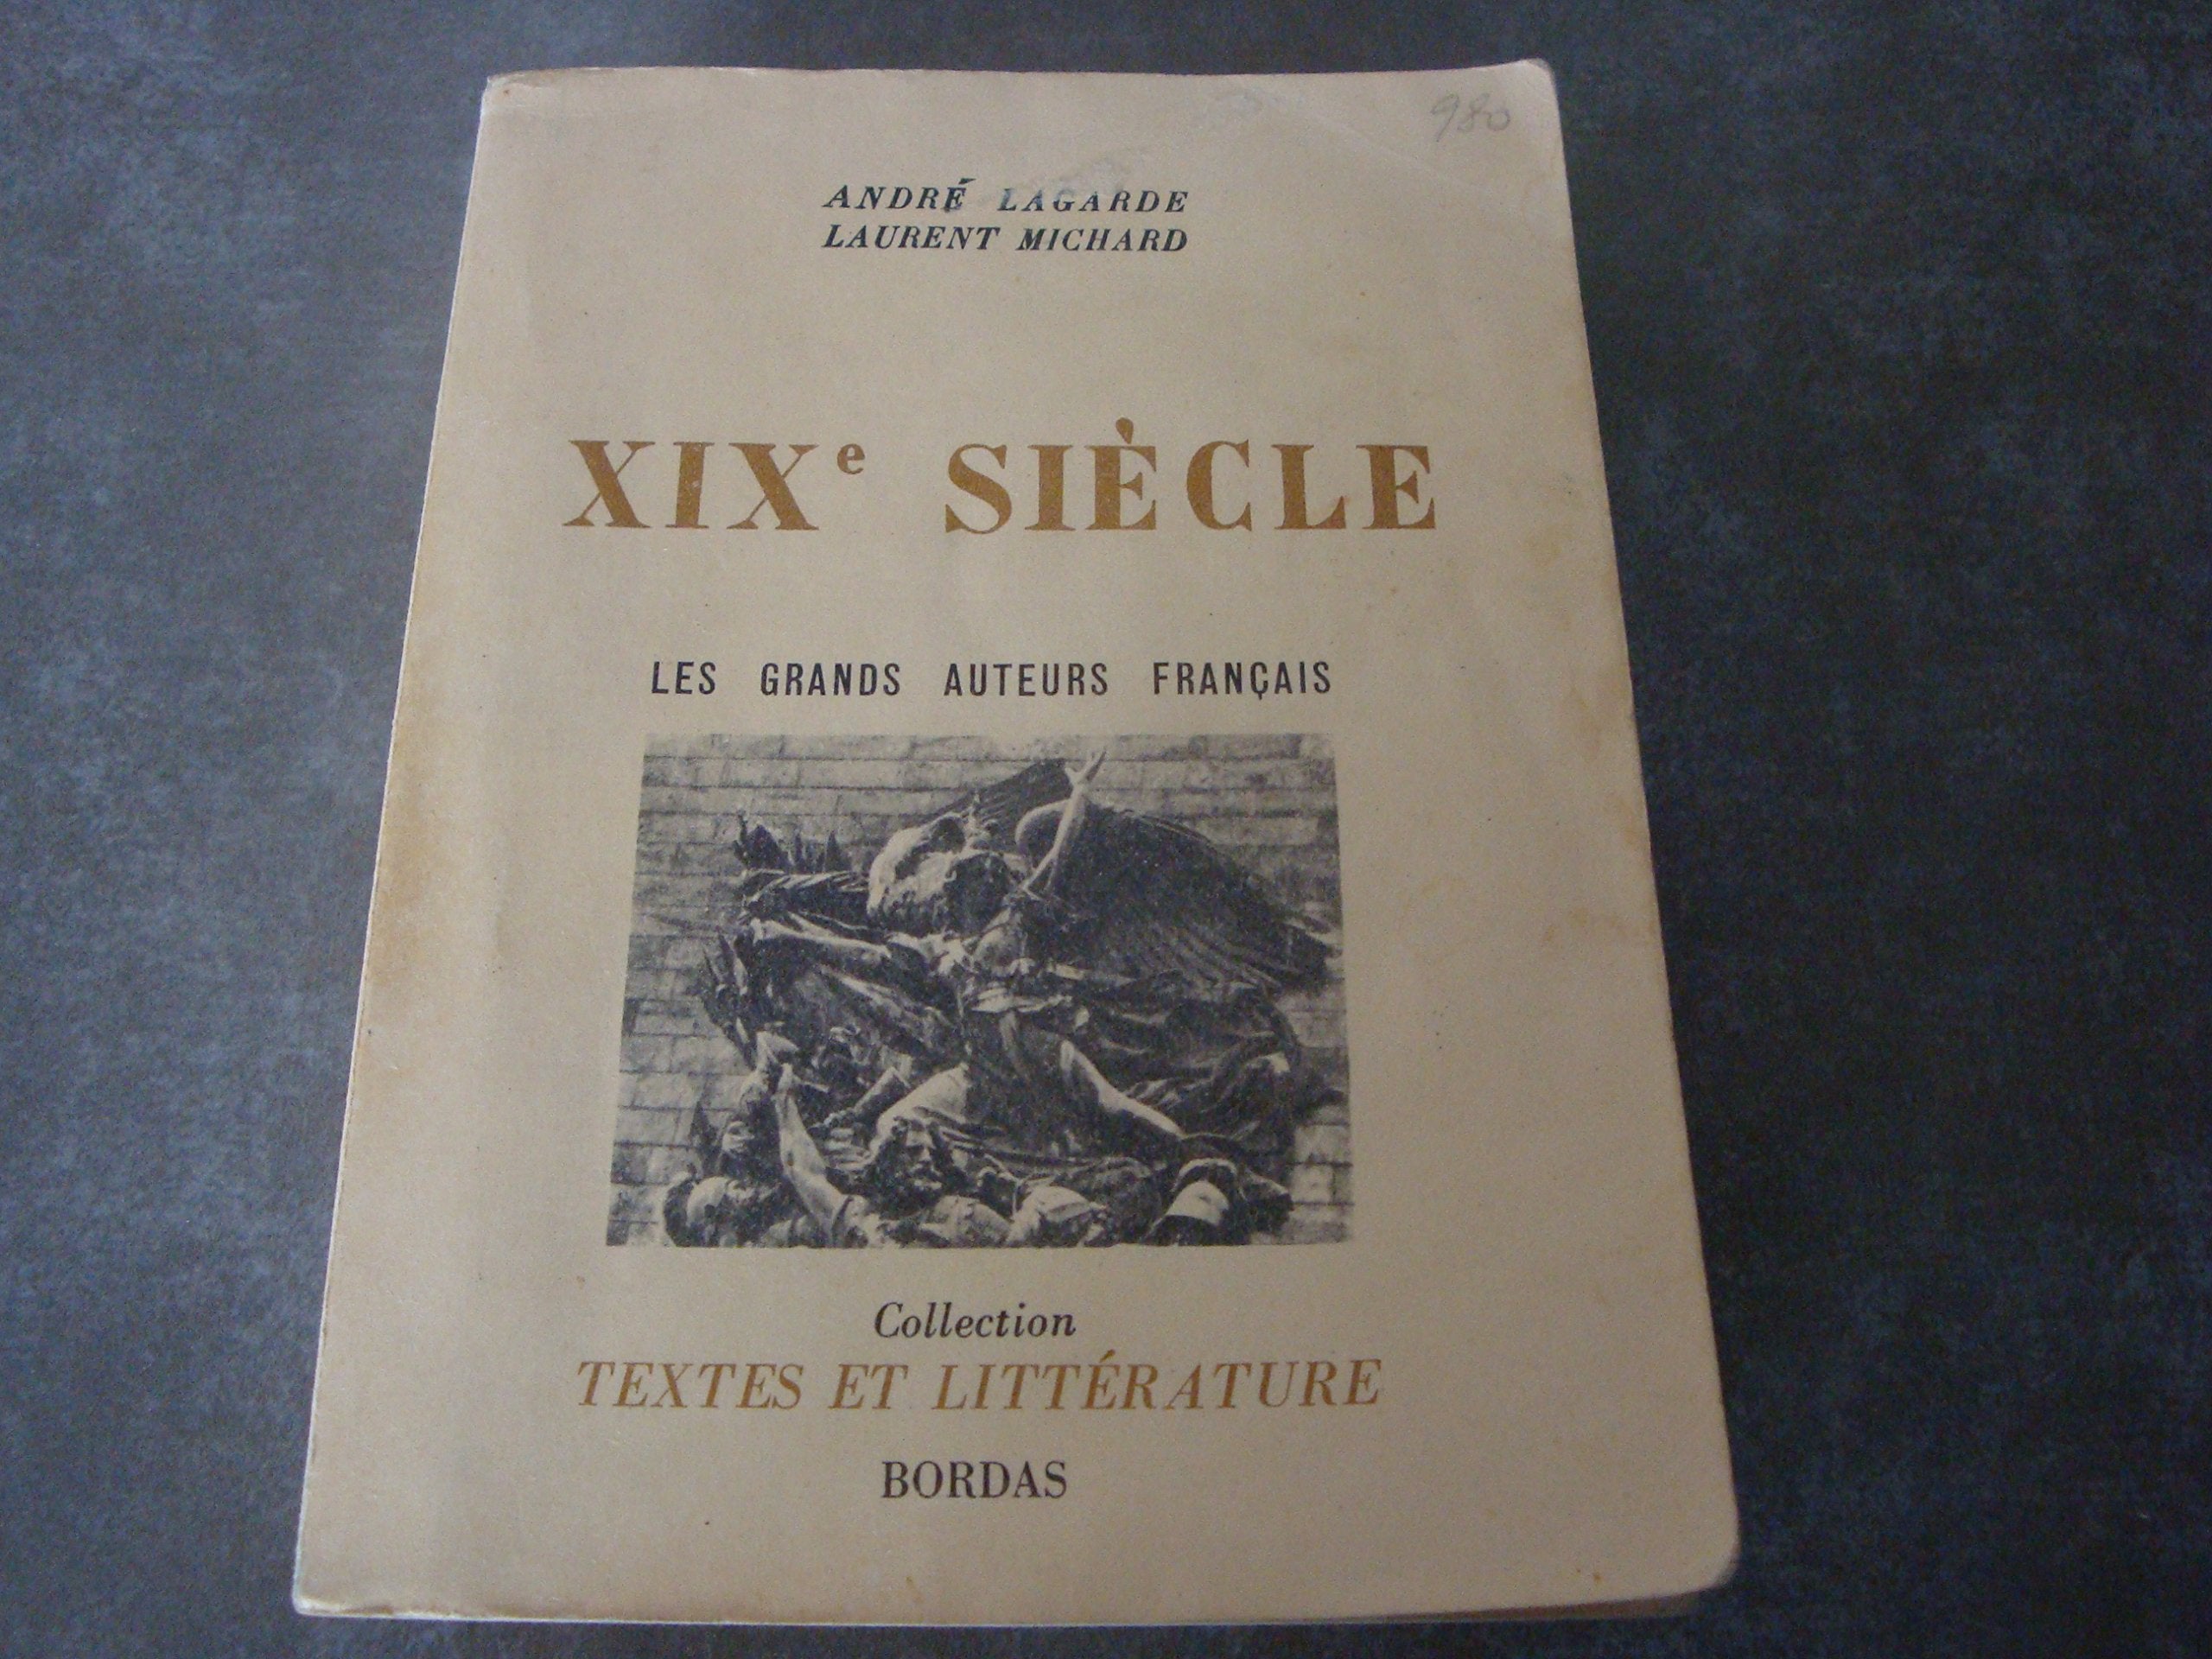 980
ANDRÉ LAGARDE
LAURENT MICHARD
XIXe SIÈCLE
LES GRANDS AUTEURS FRANÇAIS
Collection
TEXTES ET LITTÉRATURE
BORDAS